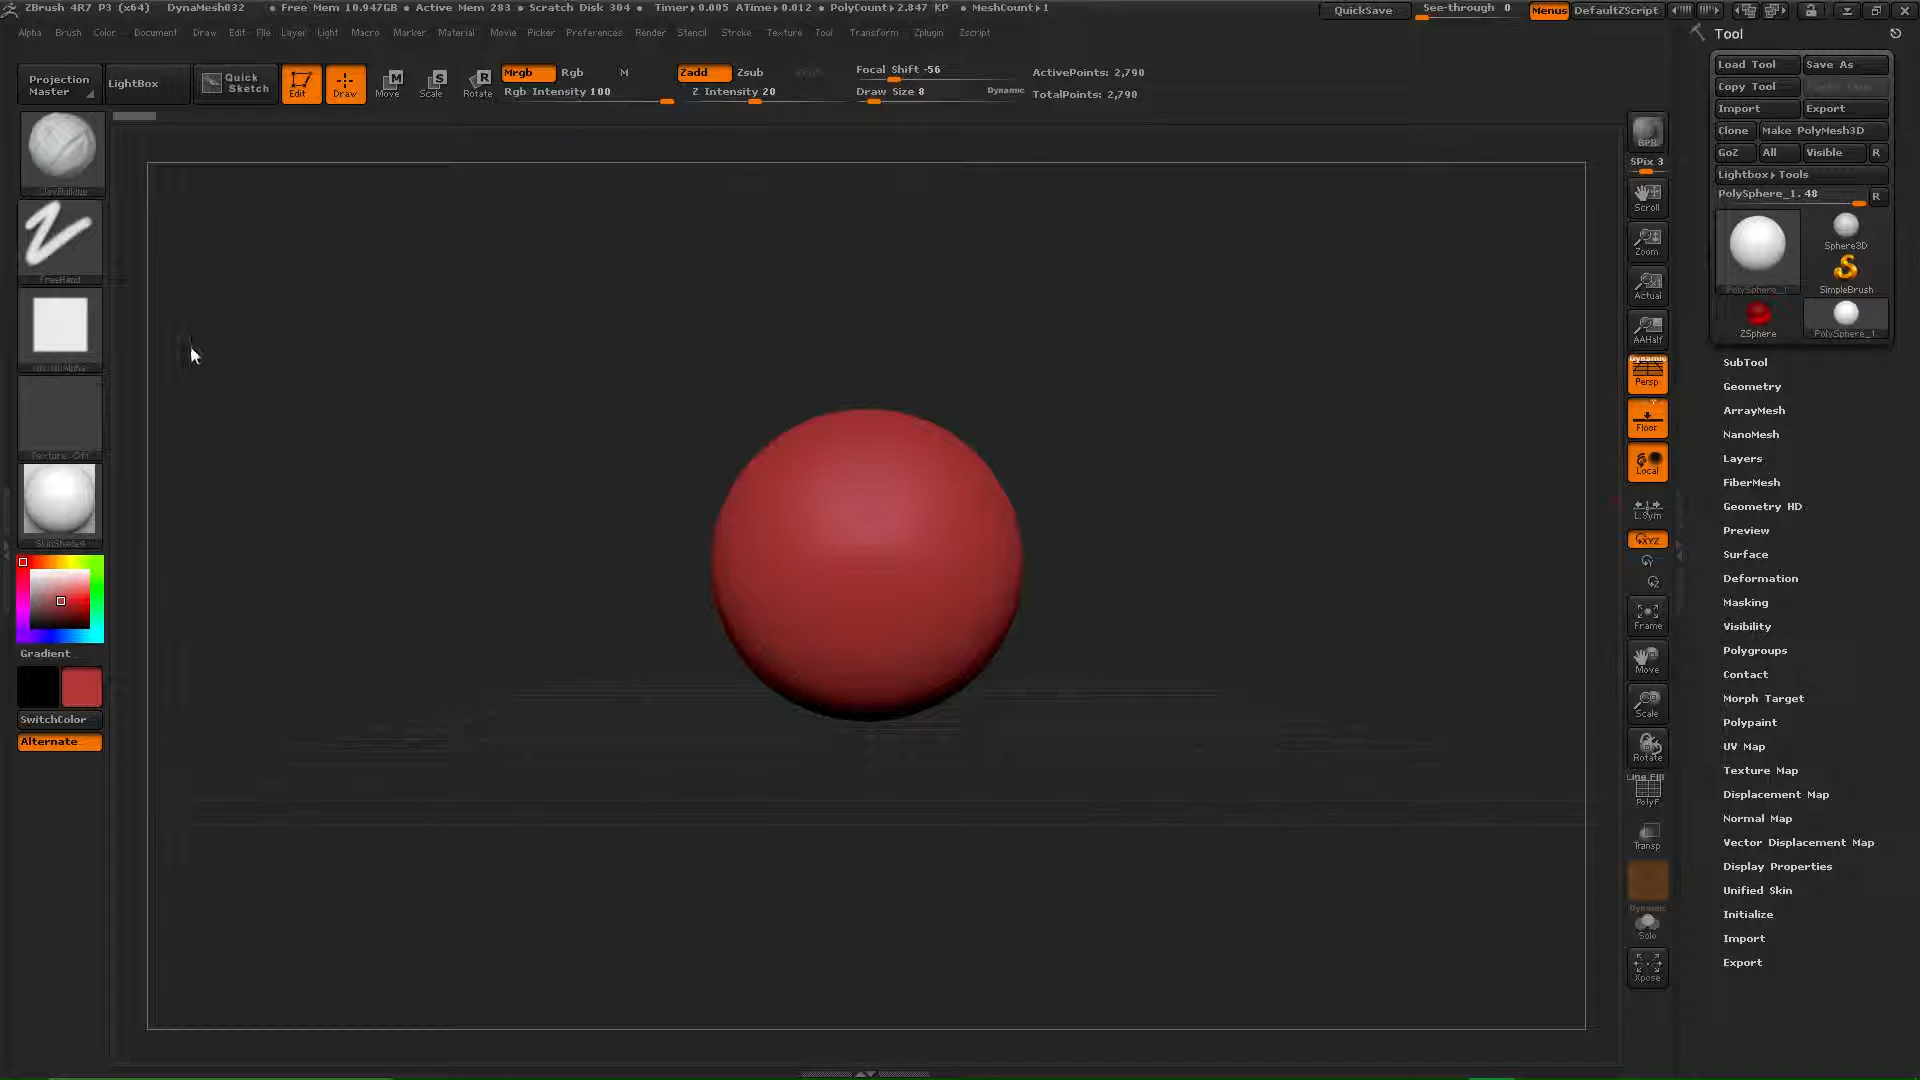 ZBrush 4R7 P3 (x64) DynaMesh032 ● Free Mem 10.947GB ● Active Mem 283 ● Scratch Disk 304 ● Timer▸0.005 ATime▸0.012 ● PolyCount▸2.847 KP ● MeshCount▸1 QuickSave See-through 0 Menus DefaultZScript
Alpha Brush Color Document Draw Edit File Layer Light Macro Marker Material Movie Picker Preferences Render Stencil Stroke Texture Tool Transform Zplugin Zscript
Projection Master
LightBox
Quick Sketch
Edit
Draw
Move
Scale
Rotate
Mrgb Rgb M
Rgb Intensity 100
Zadd Zsub
Z Intensity 20
Focal Shift -56
Draw Size 8
Dynamic
ActivePoints: 2,790
TotalPoints: 2,790
ClayBuildup
FreeHand
Texture Off
SkinShade4
Gradient
SwitchColor
Alternate
BPR
SPix 3
Scroll
Zoom
Actual
AAHalf
Dynamic
Persp
Floor
Local
L.Sym
XYZ
Frame
Move
Scale
Rotate
Line Fill
PolyF
Transp
Dynamic
Solo
Xpose
Tool
Load Tool Save As
Copy Tool
Import Export
Clone Make PolyMesh3D
GoZ All Visible R
Lightbox▸Tools
PolySphere_1. 48 R
PolySphere_1
Sphere3D
SimpleBrush
ZSphere
PolySphere_1
SubTool
Geometry
ArrayMesh
NanoMesh
Layers
FiberMesh
Geometry HD
Preview
Surface
Deformation
Masking
Visibility
Polygroups
Contact
Morph Target
Polypaint
UV Map
Texture Map
Displacement Map
Normal Map
Vector Displacement Map
Display Properties
Unified Skin
Initialize
Import
Export